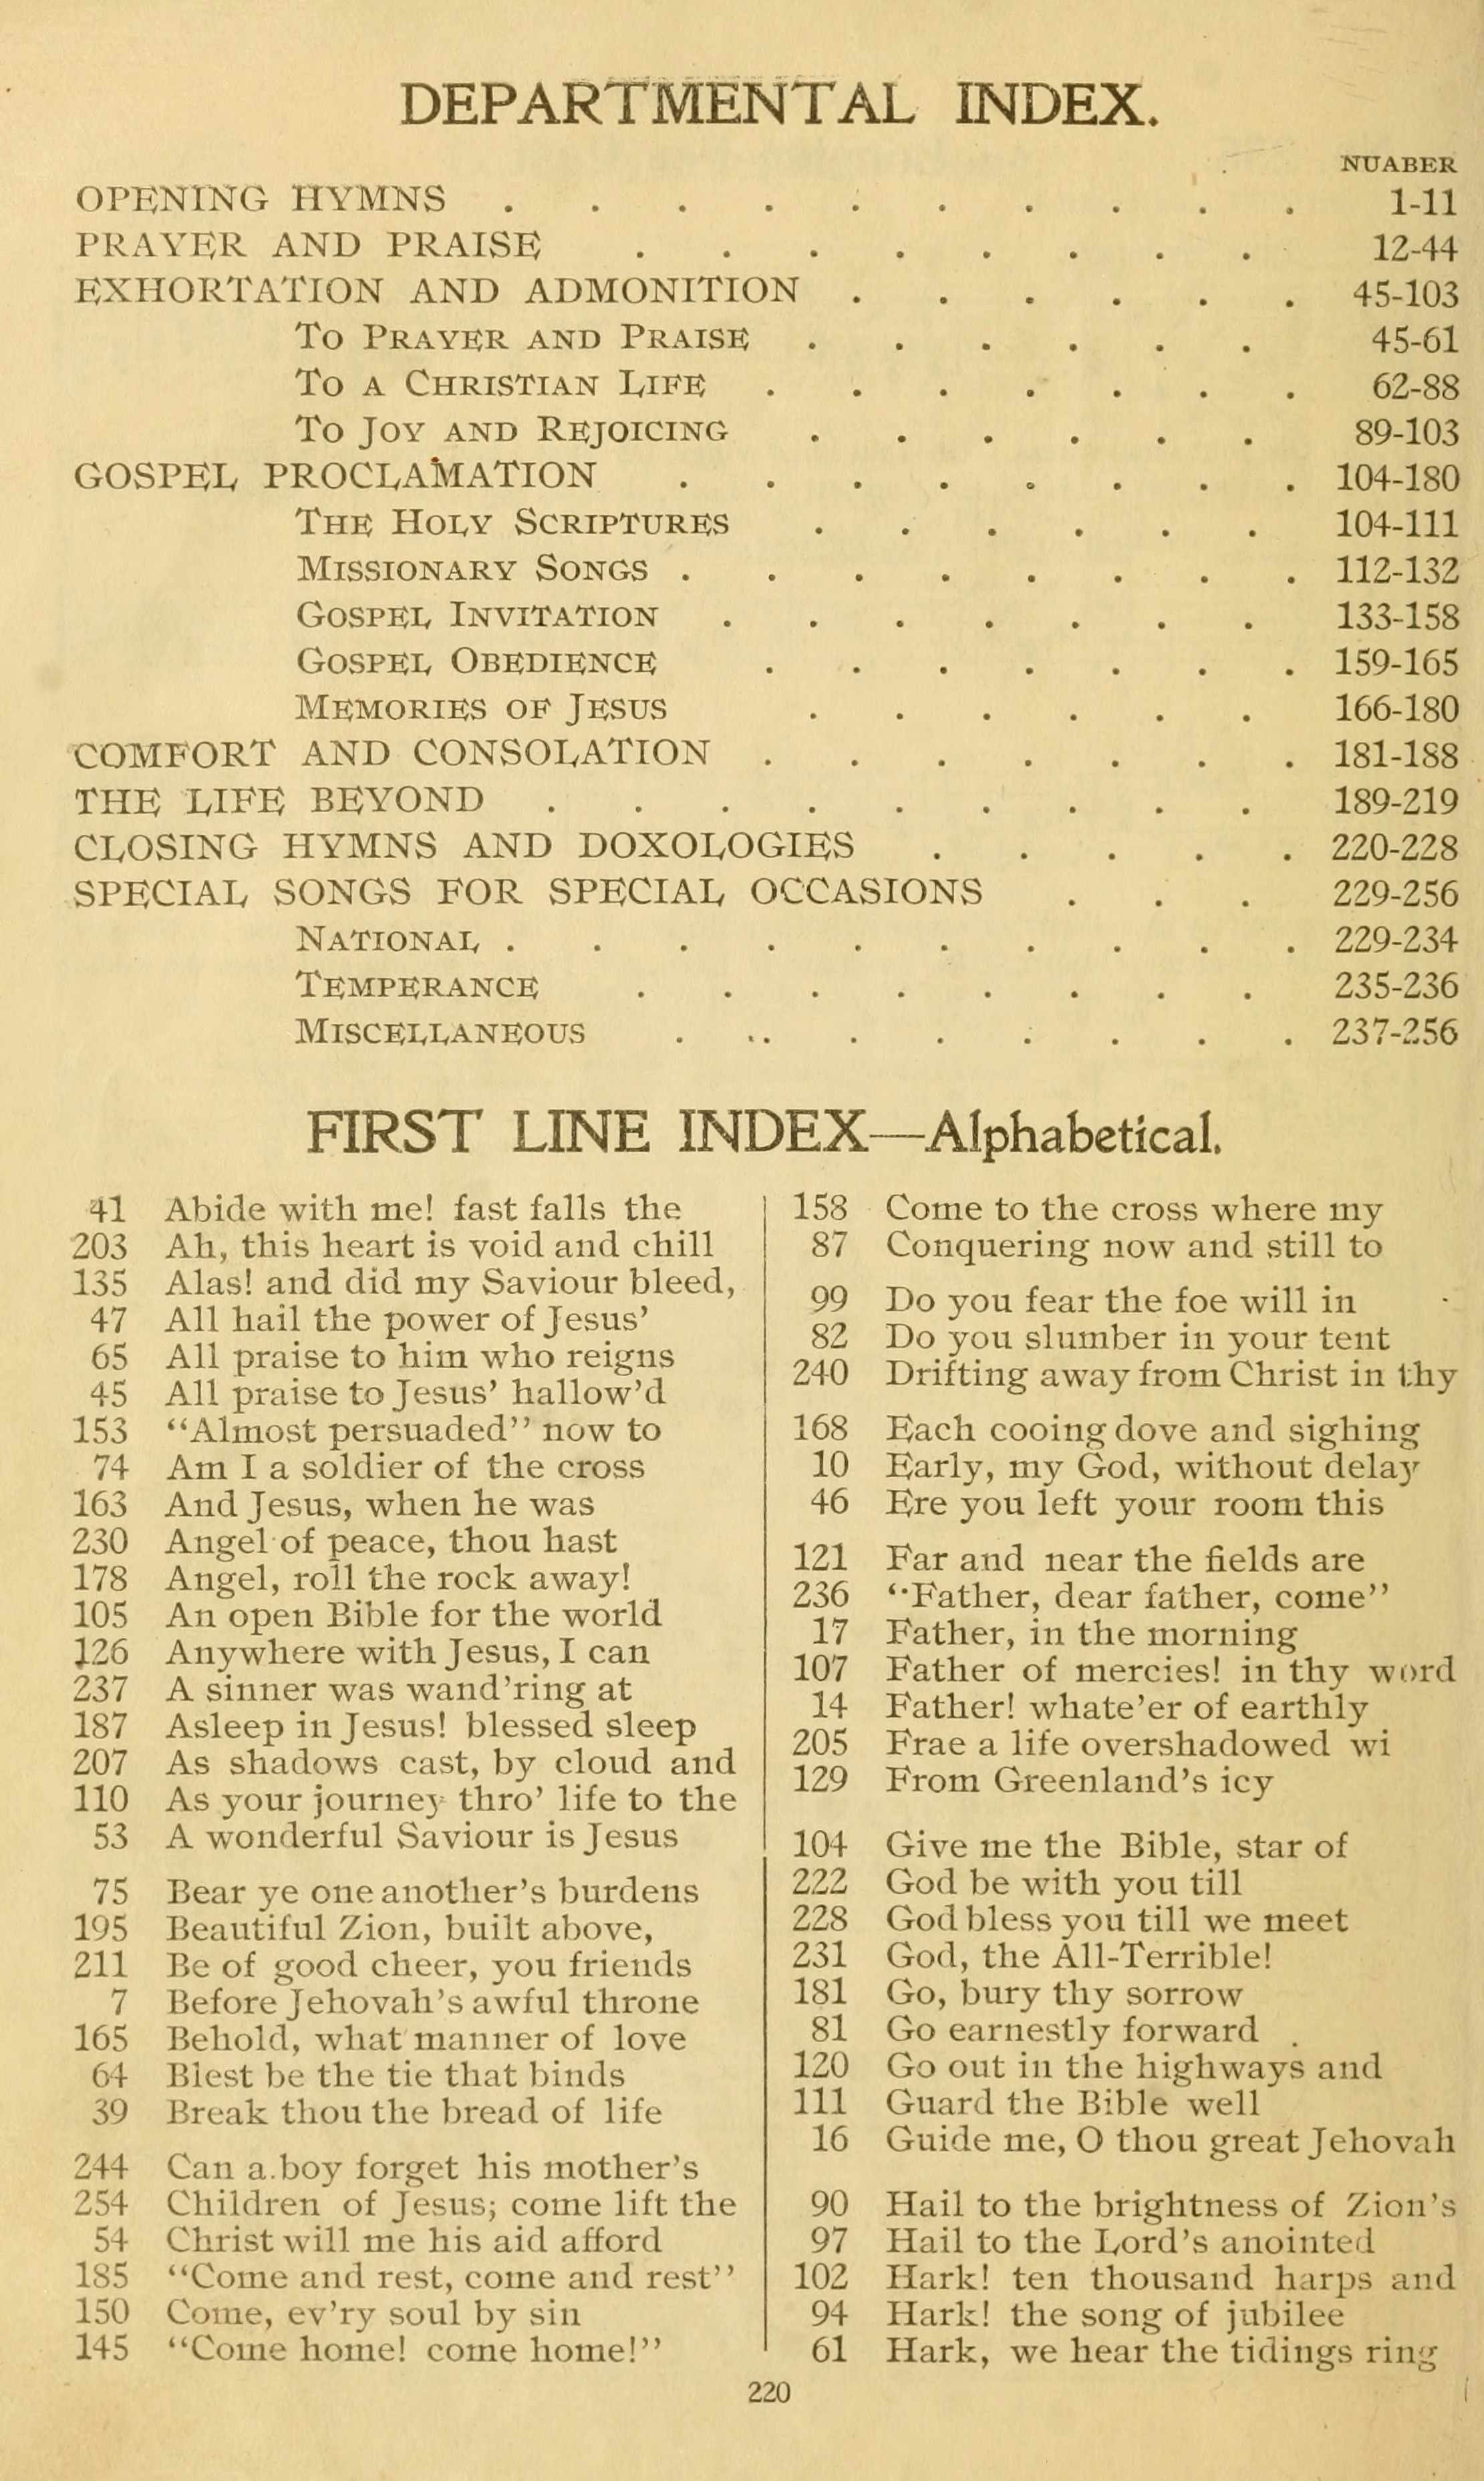 DEPARTMENTAL INDEX.
NUABER
OPENING HYMNS . . . . . . . . . . 1-11
PRAYER AND PRAISE . . . . . . . . 12-44
EXHORTATION AND ADMONITION . . . . . . 45-103
TO PRAYER AND PRAISE . . . . . . 45-61
TO A CHRISTIAN LIFE . . . . . . . 62-88
TO JOY AND REJOICING . . . . . . 89-103
GOSPEL PROCLAMATION . . . . . . . . 104-180
THE HOLY SCRIPTURES . . . . . . 104-111
MISSIONARY SONGS . . . . . . . . 112-132
GOSPEL INVITATION . . . . . . . 133-158
GOSPEL OBEDIENCE . . . . . . . 159-165
MEMORIES OF JESUS . . . . . . 166-180
COMFORT AND CONSOLATION . . . . . . . 181-188
THE LIFE BEYOND . . . . . . . . . 189-219
CLOSING HYMNS AND DOXOLOGIES . . . . . 220-228
SPECIAL SONGS FOR SPECIAL OCCASIONS . . . 229-256
NATIONAL . . . . . . . . . . 229-234
TEMPERANCE . . . . . . . . 235-236
MISCELLANEOUS . .. . . . . . . 237-256
FIRST LINE INDEX—Alphabetical.
41 Abide with me! fast falls the
203 Ah, this heart is void and chill
135 Alas! and did my Saviour bleed,
47 All hail the power of Jesus'
65 All praise to him who reigns
45 All praise to Jesus' hallow'd
153 "Almost persuaded" now to
74 Am I a soldier of the cross
163 And Jesus, when he was
230 Angel of peace, thou hast
178 Angel, roll the rock away!
105 An open Bible for the world
126 Anywhere with Jesus, I can
237 A sinner was wand'ring at
187 Asleep in Jesus! blessed sleep
207 As shadows cast, by cloud and
110 As your journey thro' life to the
53 A wonderful Saviour is Jesus
75 Bear ye one another's burdens
195 Beautiful Zion, built above,
211 Be of good cheer, you friends
7 Before Jehovah's awful throne
165 Behold, what manner of love
64 Blest be the tie that binds
39 Break thou the bread of life
244 Can a boy forget his mother's
254 Children of Jesus; come lift the
54 Christ will me his aid afford
185 "Come and rest, come and rest"
150 Come, ev'ry soul by sin
145 "Come home! come home!"
158 Come to the cross where my
87 Conquering now and still to
99 Do you fear the foe will in
82 Do you slumber in your tent
240 Drifting away from Christ in thy
168 Each cooing dove and sighing
10 Early, my God, without delay
46 Ere you left your room this
121 Far and near the fields are
236 "Father, dear father, come"
17 Father, in the morning
107 Father of mercies! in thy word
14 Father! whate'er of earthly
205 Frae a life overshadowed wi
129 From Greenland's icy
104 Give me the Bible, star of
222 God be with you till
228 God bless you till we meet
231 God, the All-Terrible!
181 Go, bury thy sorrow
81 Go earnestly forward
120 Go out in the highways and
111 Guard the Bible well
16 Guide me, O thou great Jehovah
90 Hail to the brightness of Zion's
97 Hail to the Lord's anointed
102 Hark! ten thousand harps and
94 Hark! the song of jubilee
61 Hark, we hear the tidings ring
220